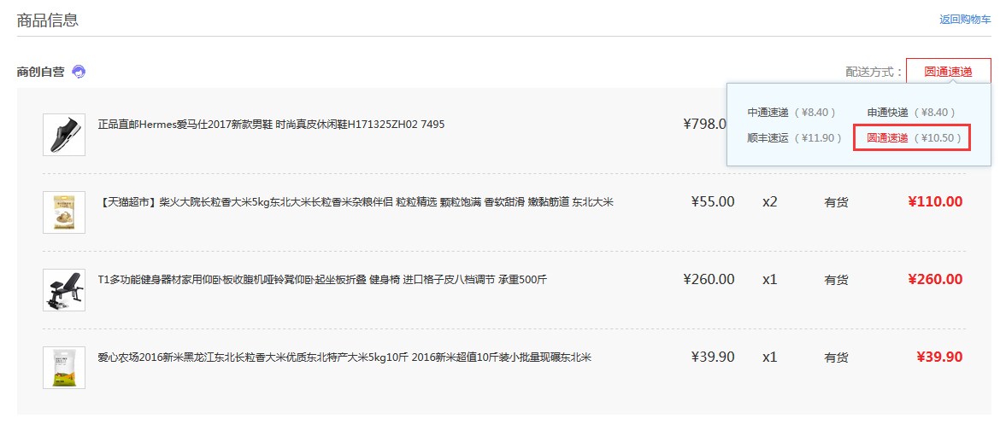 商品信息
返回购物车
商创自营
配送方式：
圆通速递
中通速递（¥8.40）
申通快递（¥8.40）
顺丰速运（¥11.90）
圆通速递（¥10.50）
正品直邮Hermes爱马仕2017新款男鞋 时尚真皮休闲鞋H171325ZH02 7495
¥798.0
【天猫超市】柴火大院长粒香大米5kg东北大米长粒香米杂粮伴侣 粒粒精选 颗粒饱满 香软甜滑 嫩黏筋道 东北大米
¥55.00 x2 有货 ¥110.00
T1多功能健身器材家用仰卧板收腹机哑铃凳仰卧起坐板折叠 健身椅 进口格子皮八档调节 承重500斤
¥260.00 x1 有货 ¥260.00
爱心农场2016新米黑龙江东北长粒香大米优质东北特产大米5kg10斤 2016新米超值10斤装小批量现碾东北米
¥39.90 x1 有货 ¥39.90